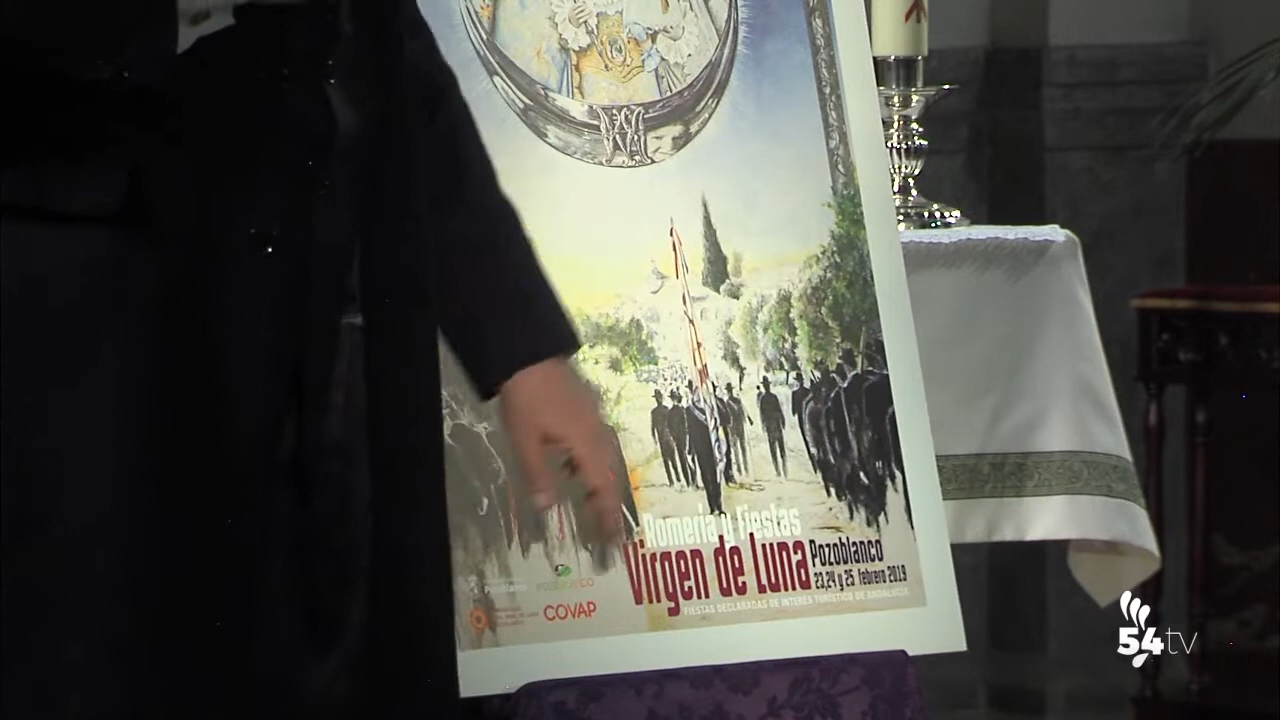 Romería y Fiestas
Virgen de Luna
Pozoblanco
23,24 y 25 febrero 2019
FIESTAS DECLARADAS DE INTERÉS TURÍSTICO DE ANDALUCÍA
COVAP
54tv